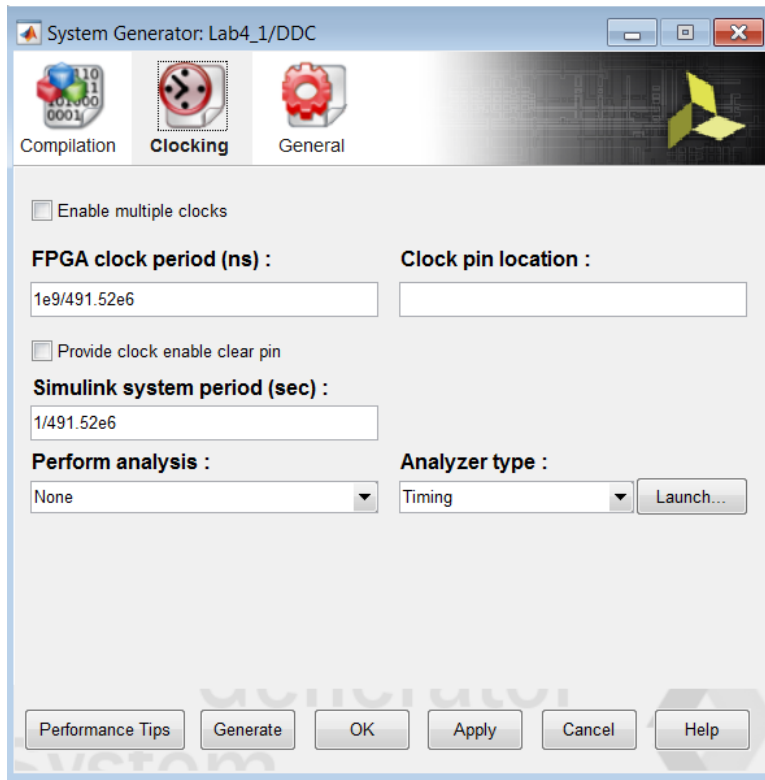 System Generator: Lab4_1/DDC
Compilation
Clocking
General
Enable multiple clocks
FPGA clock period (ns) :
Clock pin location :
1e9/491.52e6
Provide clock enable clear pin
Simulink system period (sec) :
1/491.52e6
Perform analysis :
Analyzer type :
None
Timing
Launch...
Performance Tips
Generate
OK
Apply
Cancel
Help
Generator
System